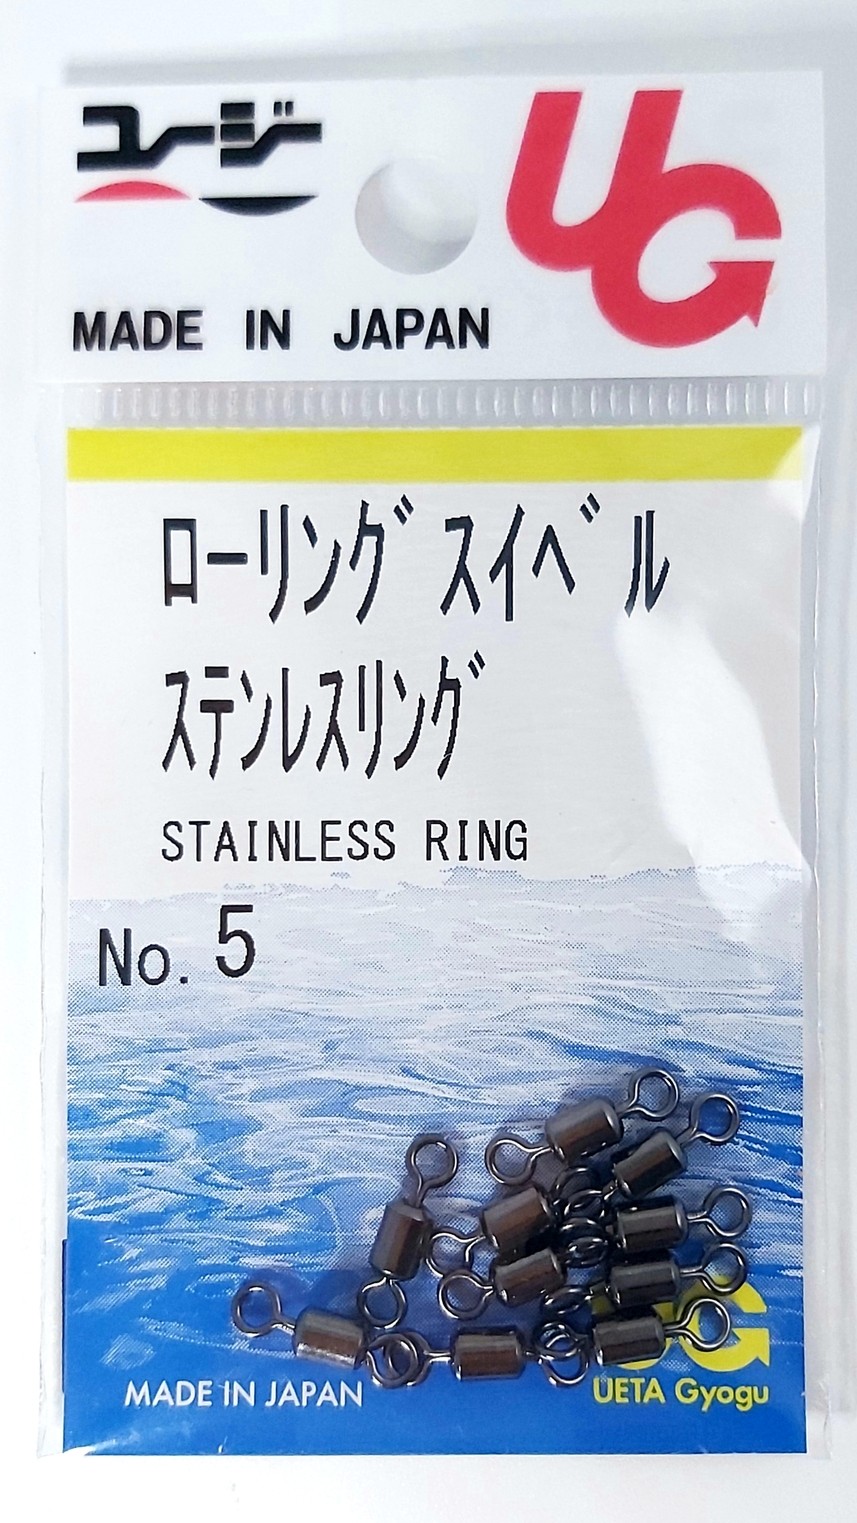 ユージー
UG
MADE IN JAPAN
ローリングスイベル
ステンレスリング
STAINLESS RING
No. 5
MADE IN JAPAN
UG
UETA Gyogu